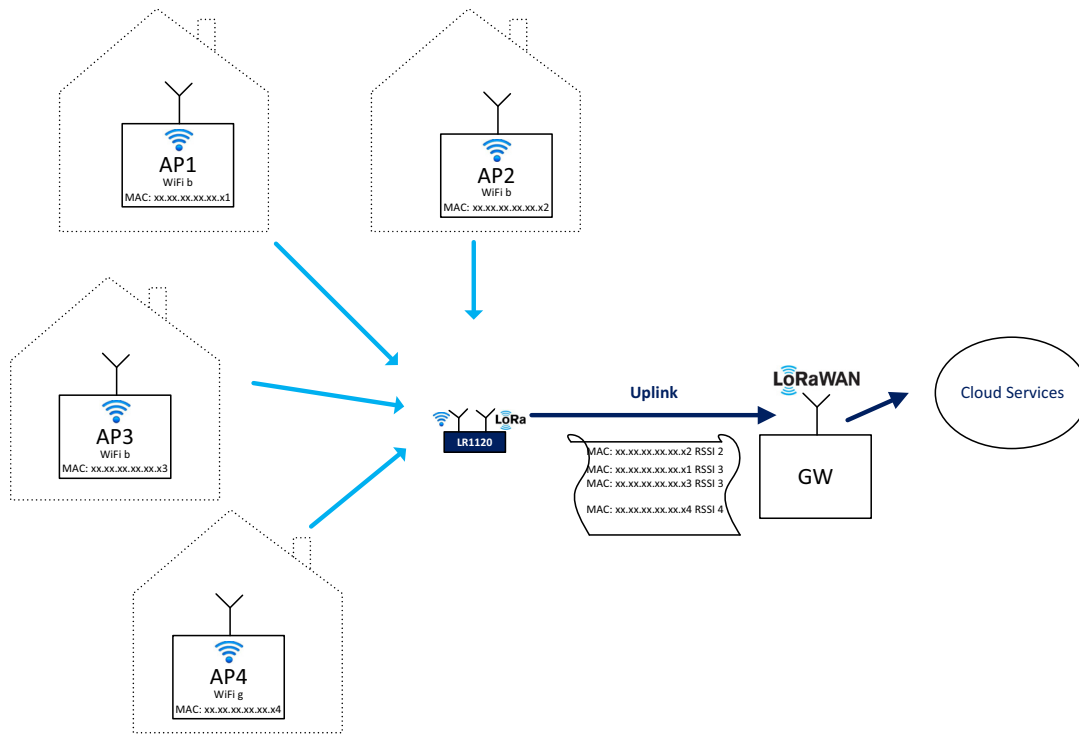 AP1
WiFi b
MAC: xx.xx.xx.xx.xx.x1
AP2
WiFi b
MAC: xx.xx.xx.xx.xx.x2
AP3
WiFi b
MAC: xx.xx.xx.xx.xx.x3
AP4
WiFi g
MAC: xx.xx.xx.xx.xx.x4
LoRa
LR1120
Uplink
MAC: xx.xx.xx.xx.xx.x2 RSSI 2
MAC: xx.xx.xx.xx.xx.x1 RSSI 3
MAC: xx.xx.xx.xx.xx.x3 RSSI 3
MAC: xx.xx.xx.xx.xx.x4 RSSI 4
LoRaWAN
GW
Cloud Services